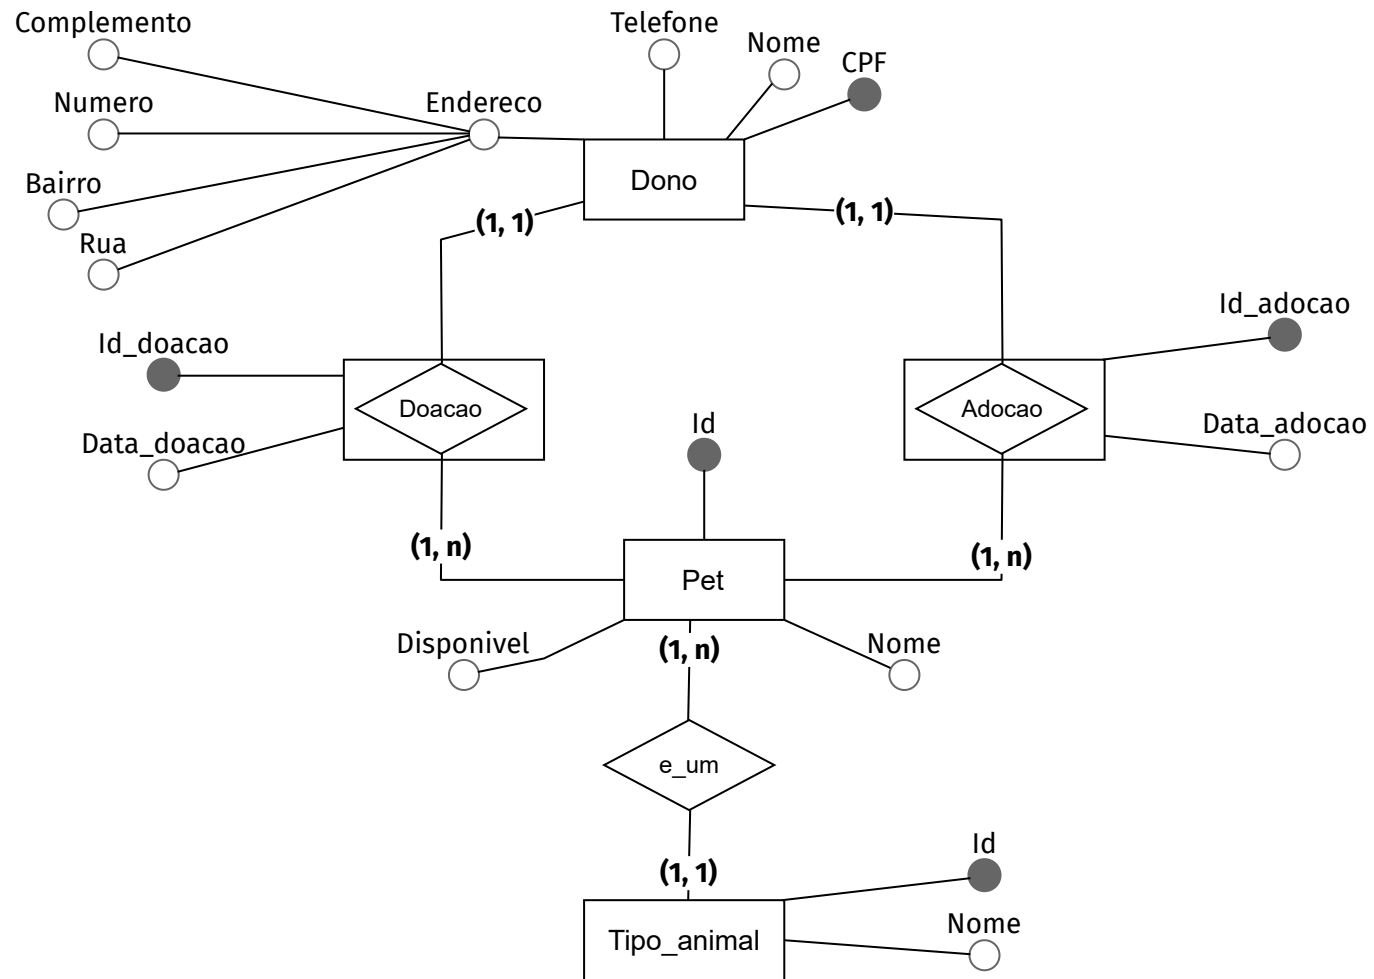 Complemento
Telefone
Nome
CPF
Numero
Endereco
Bairro
Dono
Rua
(1, 1)
(1, 1)
Id_doacao
Id_adocao
Doacao
Adocao
Data_doacao
Id
Data_adocao
(1, n)
(1, n)
Pet
Disponivel
(1, n)
Nome
e_um
(1, 1)
Id
Nome
Tipo_animal